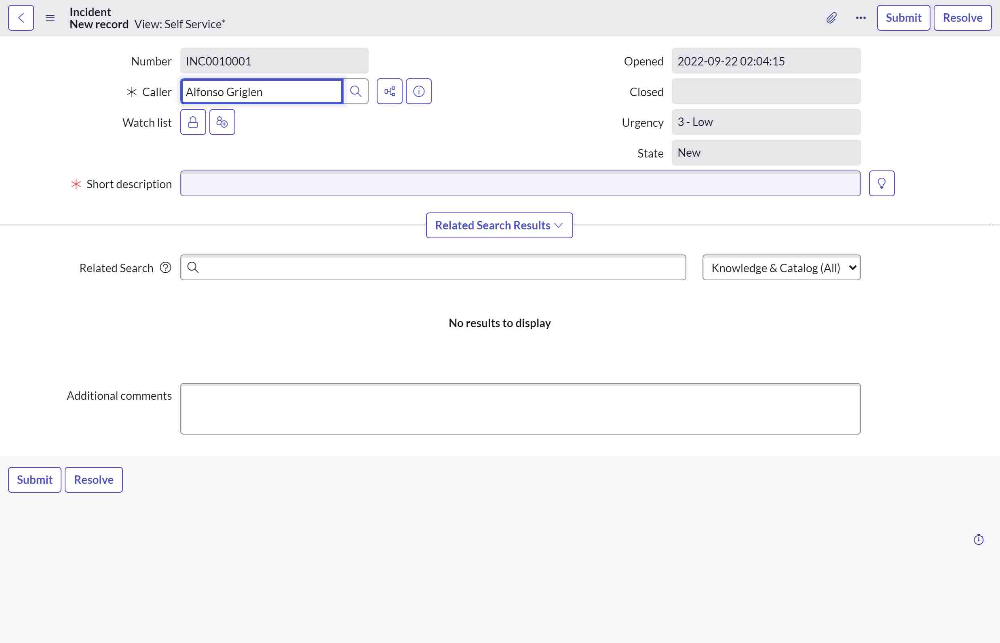 Incident
New record View: Self Service*
Submit
Resolve
Number
INC0010001
Opened
2022-09-22 02:04:15
Caller
Alfonso Griglen
Closed
Watch list
Urgency
3 - Low
State
New
Short description
Related Search Results
Related Search
Knowledge & Catalog (All)
No results to display
Additional comments
Submit
Resolve